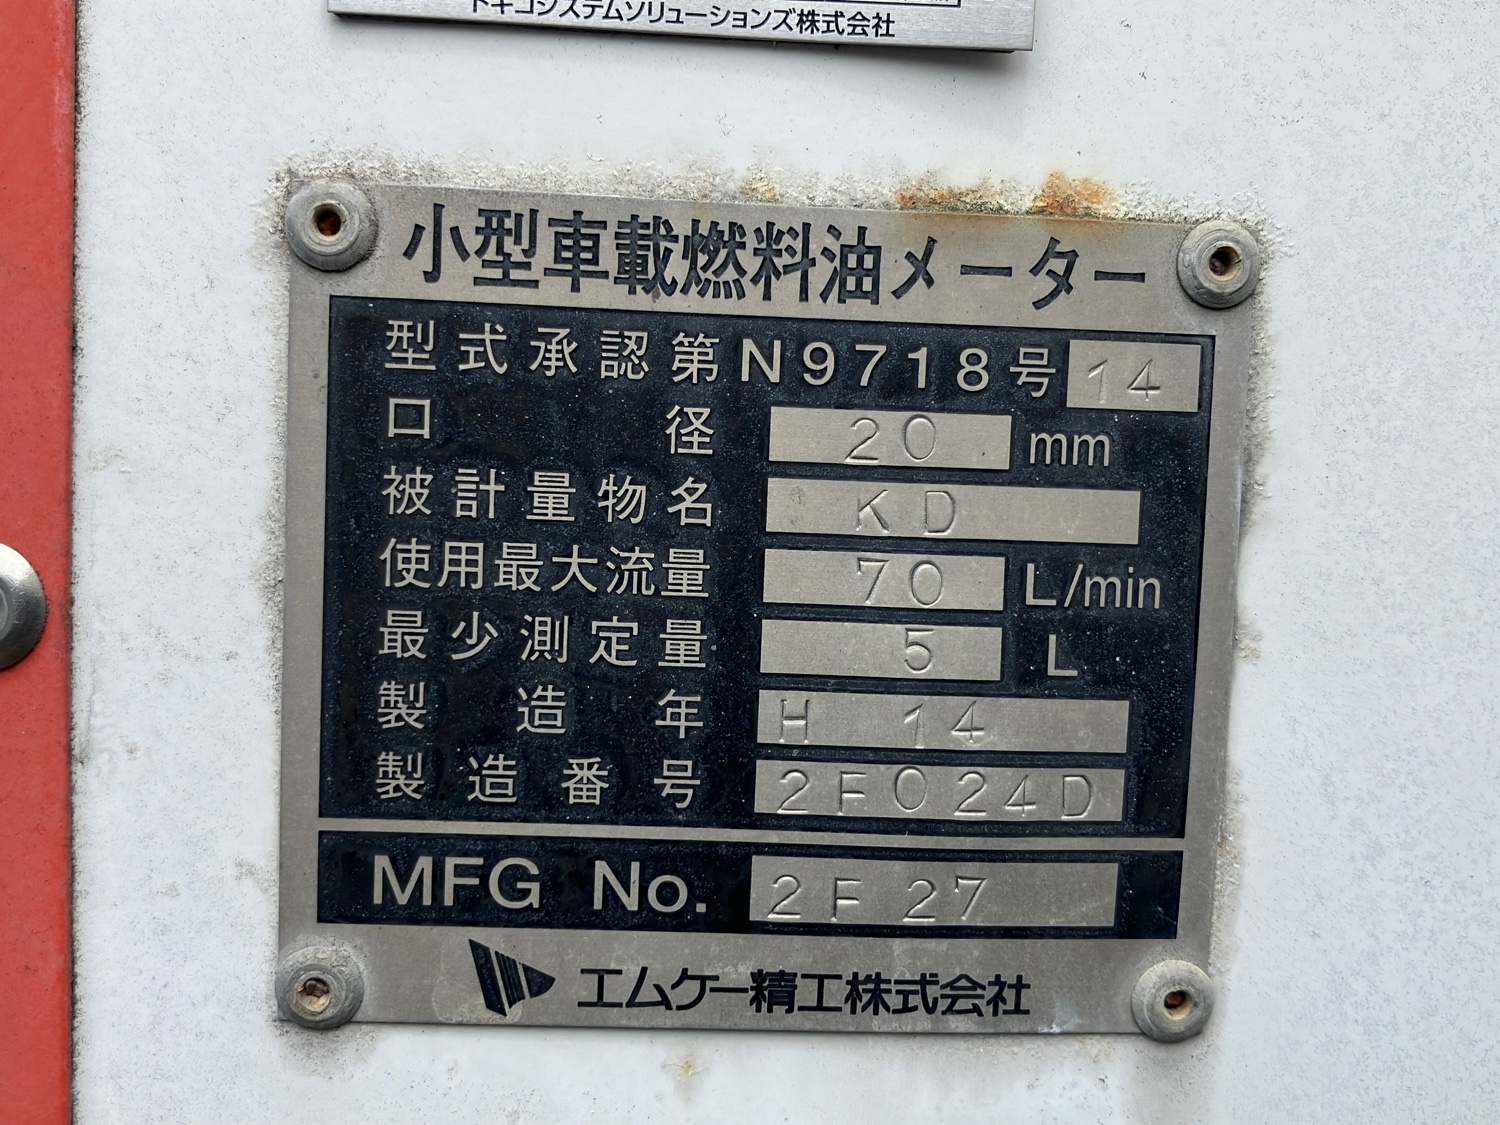 トキコシステムソリューションズ株式会社
小型車載燃料油メーター
型式承認第N9718号 14
口径 20 mm
被計量物名 KD
使用最大流量 70 L/min
最少測定量 5 L
製造年 H 14
製造番号 2F024D
MFG No. 2F27
エムケー精工株式会社